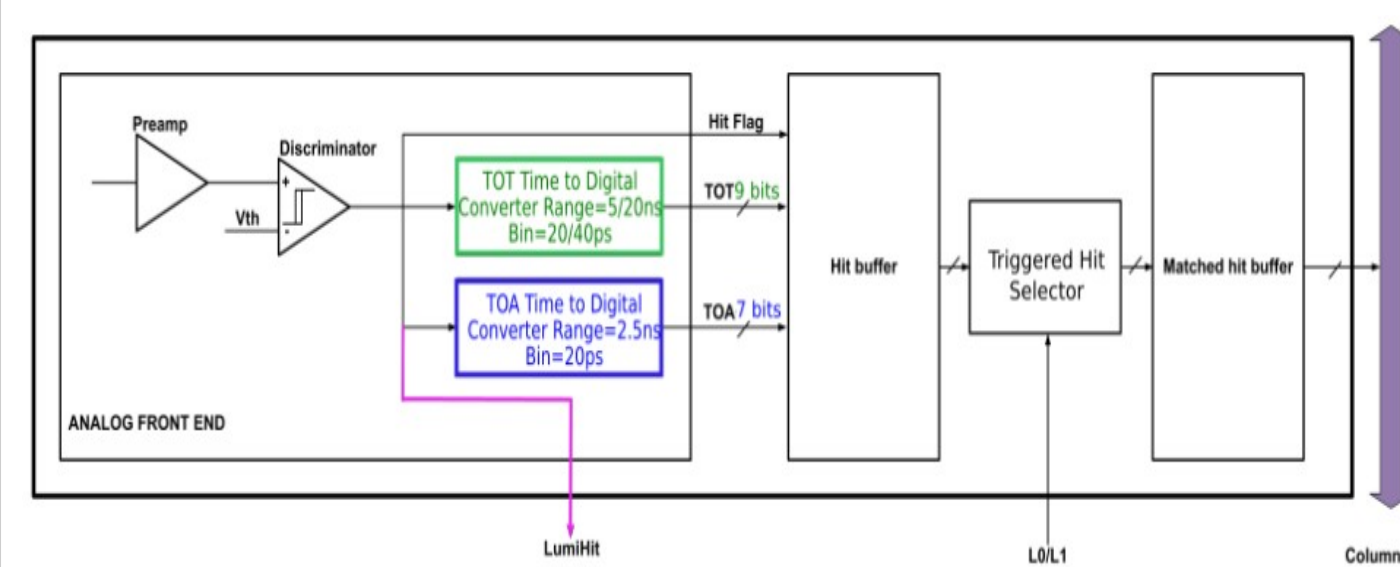 Preamp
Discriminator
+
Vth
-
TOT Time to Digital
Converter Range=5/20ns
Bin=20/40ps
TOA Time to Digital
Converter Range=2.5ns
Bin=20ps
ANALOG FRONT END
Hit Flag
TOT9 bits
TOA7 bits
Hit buffer
Triggered Hit
Selector
Matched hit buffer
LumiHit
L0/L1
Column